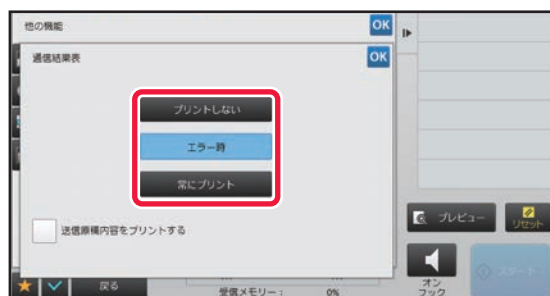 他の機能
OK
通信結果表
OK
プリントしない
エラー時
常にプリント
送信原稿内容をプリントする
プレビュー
リセット
戻る
受信メモリー： 0%
オン
フック
スタート